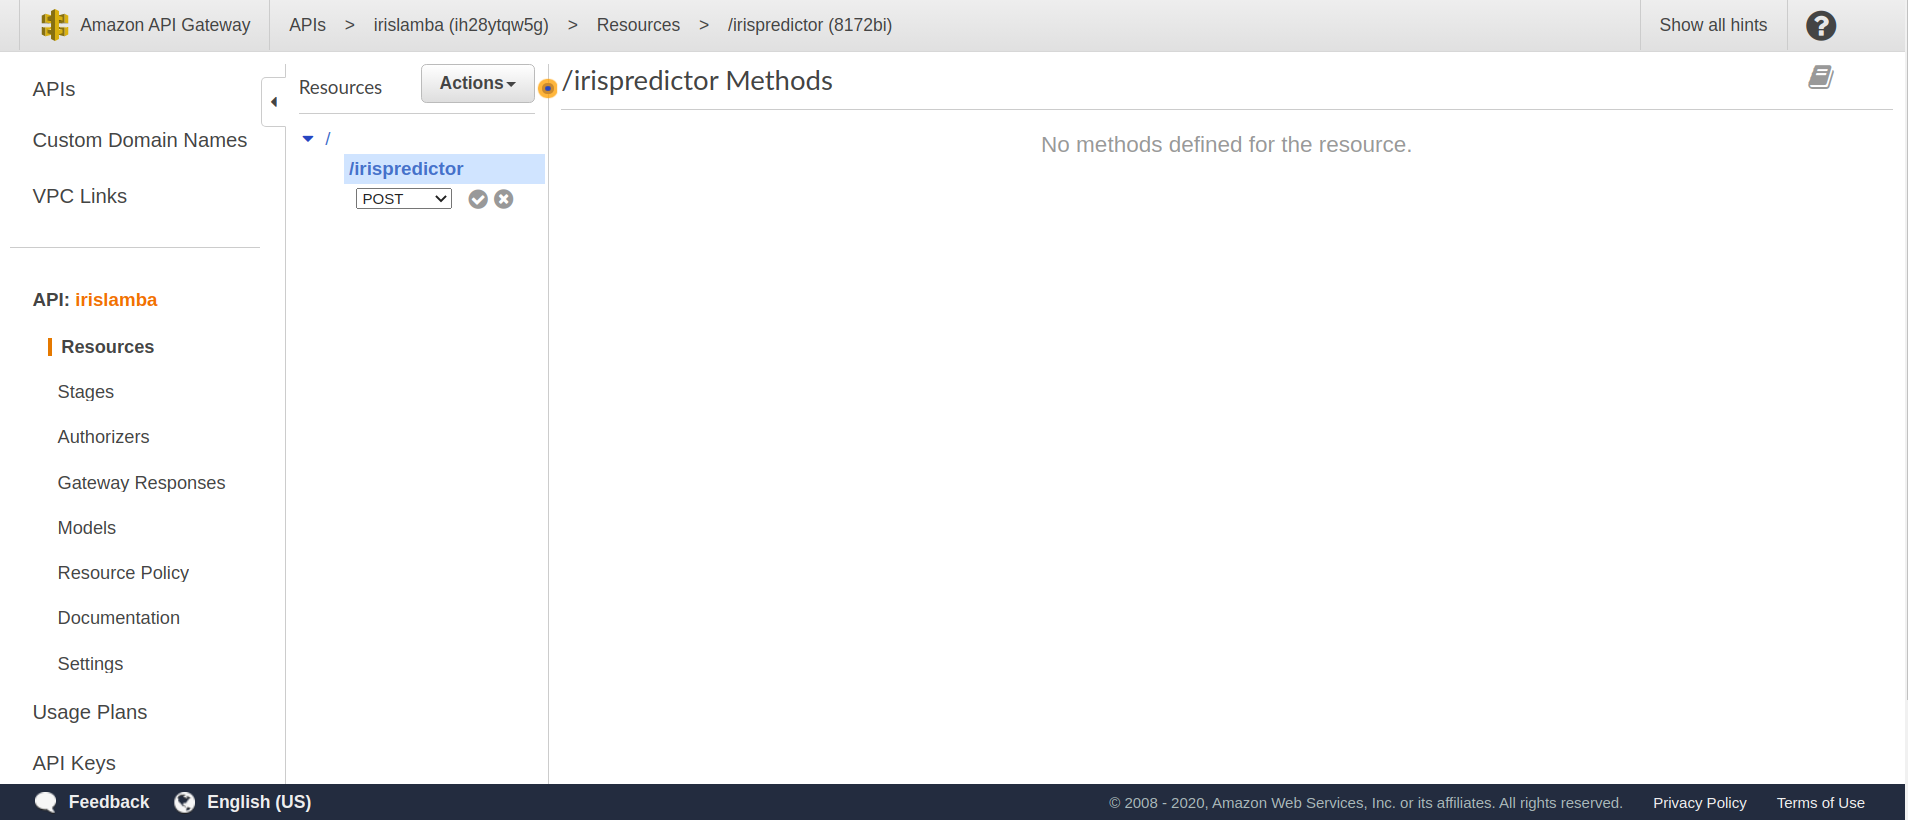 Amazon API Gateway APIs > irislamba (ih28ytqw5g) > Resources > /irispredictor (8172bi) Show all hints ?
APIs
Custom Domain Names
VPC Links
API: irislamba
Resources
Stages
Authorizers
Gateway Responses
Models
Resource Policy
Documentation
Settings
Usage Plans
API Keys
Resources Actions
/
/irispredictor
POST
/irispredictor Methods
No methods defined for the resource.
Feedback English (US) © 2008 - 2020, Amazon Web Services, Inc. or its affiliates. All rights reserved. Privacy Policy Terms of Use